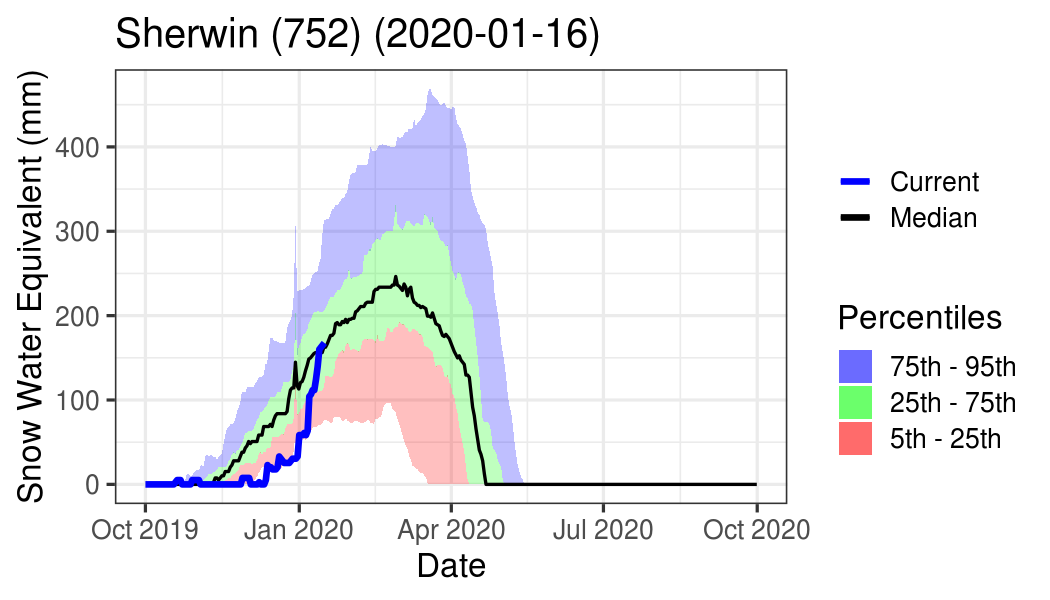 Sherwin (752) (2020-01-16)
Snow Water Equivalent (mm)
400
300
200
100
0
Oct 2019 Jan 2020 Apr 2020 Jul 2020 Oct 2020
Date
Current
Median
Percentiles
75th - 95th
25th - 75th
5th - 25th